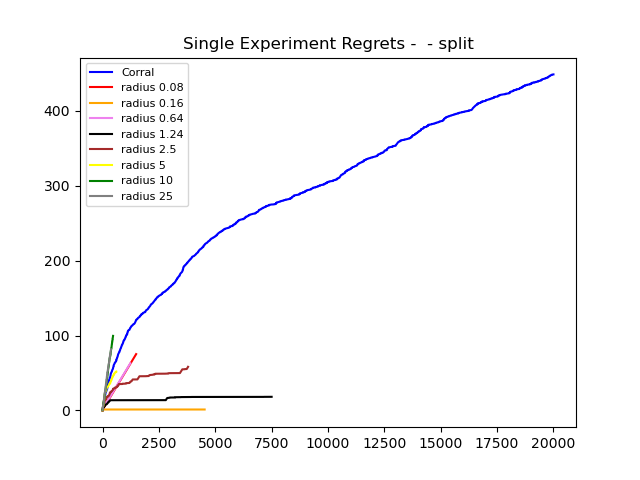 Single Experiment Regrets -  - split
Corral
radius 0.08
radius 0.16
radius 0.64
radius 1.24
radius 2.5
radius 5
radius 10
radius 25
400
300
200
100
0
0 2500 5000 7500 10000 12500 15000 17500 20000